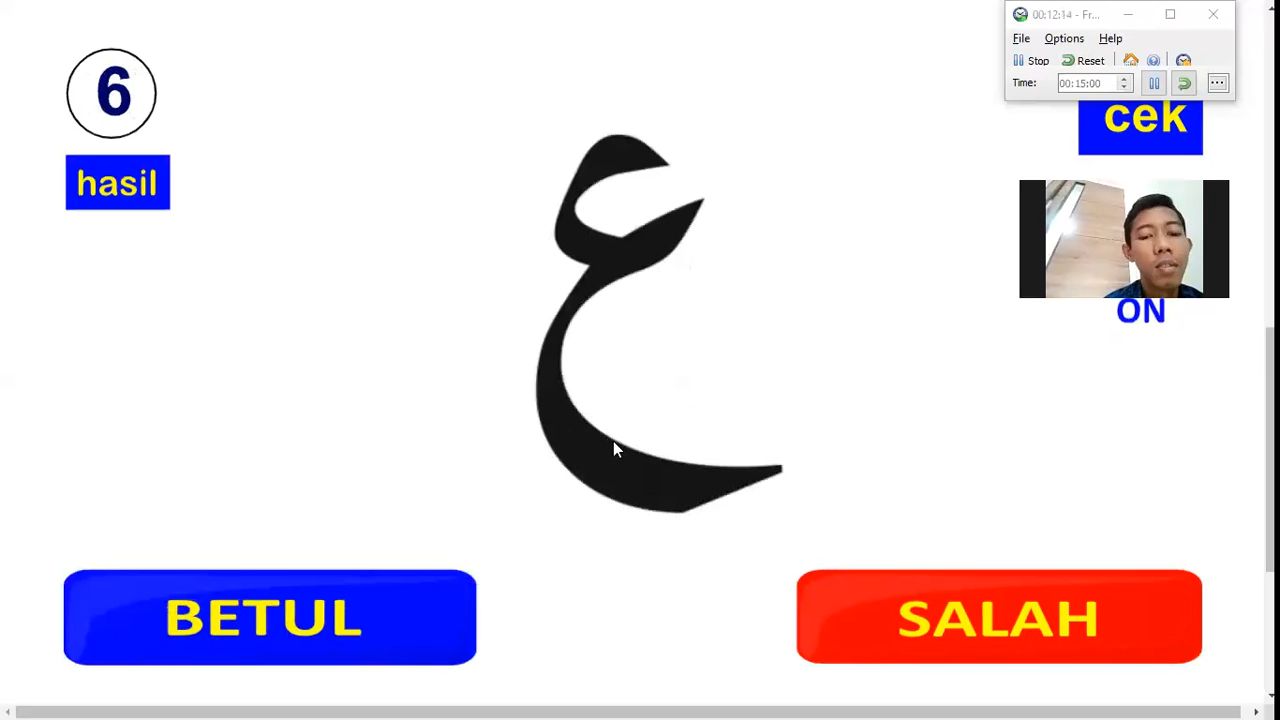 00:12:14 - Fr...
File Options Help
Stop Reset
Time: 00:15:00 ...
6
cek
hasil
ع
ON
BETUL
SALAH